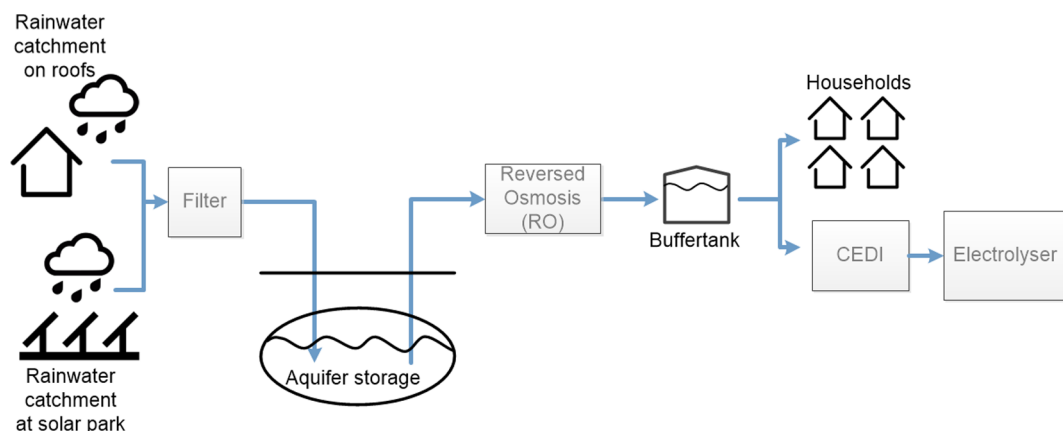 Rainwater
catchment
on roofs
Rainwater
catchment
at solar park
Filter
Aquifer storage
Reversed
Osmosis
(RO)
Buffertank
Households
CEDI
Electrolyser